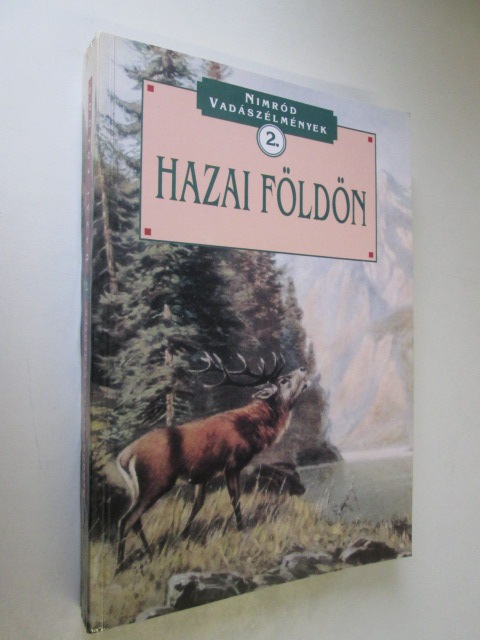 NIMRÓD
VADÁSZÉLMÉNYEK
2.
HAZAI FÖLDÖN